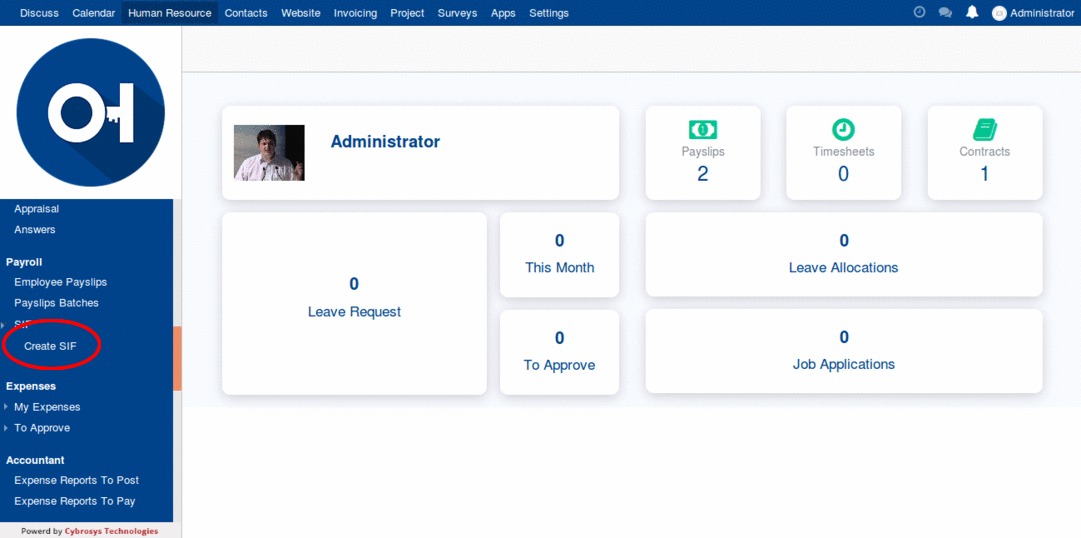 Discuss Calendar Human Resource Contacts Website Invoicing Project Surveys Apps Settings Administrator
Appraisal
Answers
Payroll
Employee Payslips
Payslips Batches
SIF
Create SIF
Expenses
My Expenses
To Approve
Accountant
Expense Reports To Post
Expense Reports To Pay
Powerd by Cybrosys Technologies
Administrator
Payslips
2
Timesheets
0
Contracts
1
0
Leave Request
0
This Month
0
To Approve
0
Leave Allocations
0
Job Applications